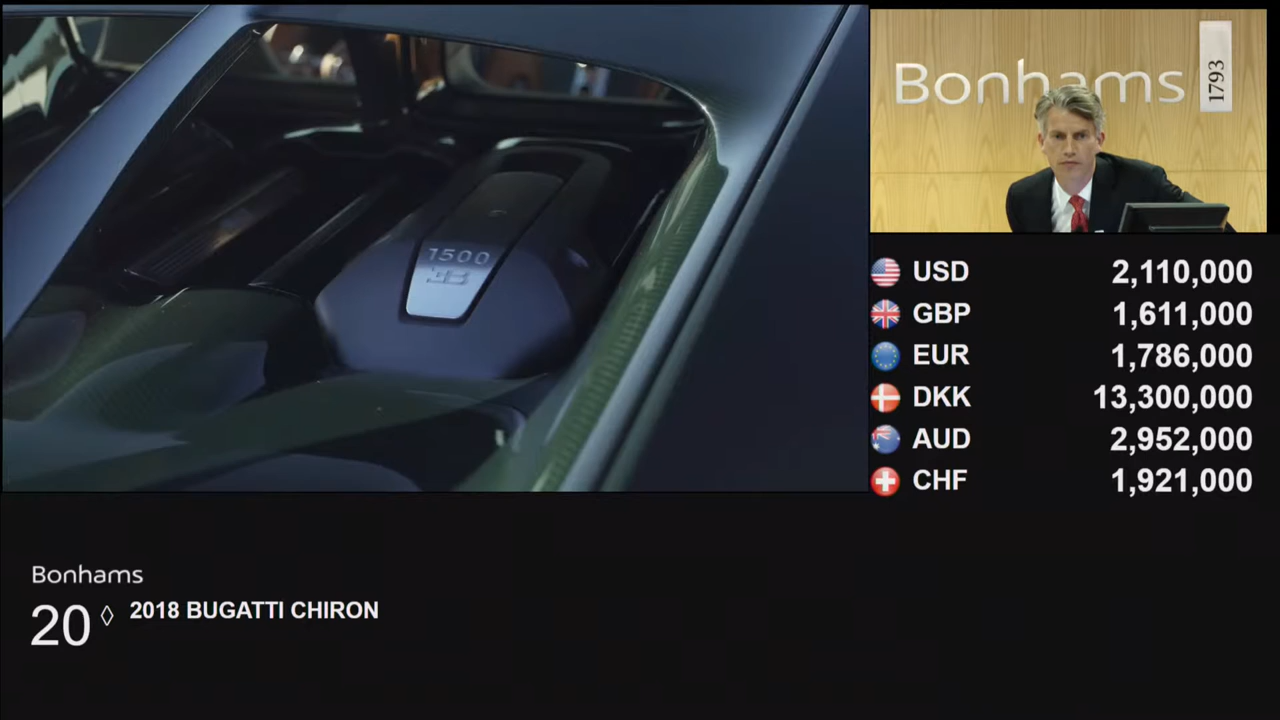 1500
Bonhams
1793
USD 2,110,000
GBP 1,611,000
EUR 1,786,000
DKK 13,300,000
AUD 2,952,000
CHF 1,921,000
Bonhams
20 ◊ 2018 BUGATTI CHIRON